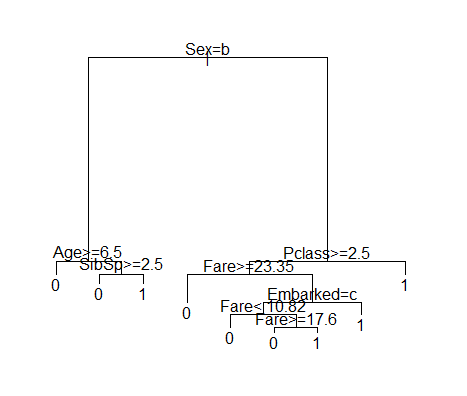 Sex=b
Age>=6.5
Pclass>=2.5
SibSp>=2.5
Fare>=23.35
0
0
1
0
1
Embarked=c
Fare< 10.82
Fare>=17.6
0
0
1
1